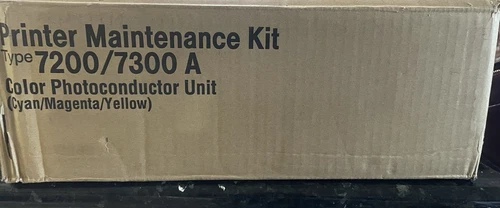 Printer Maintenance Kit
Type 7200/7300 A
Color Photoconductor Unit
(Cyan/Magenta/Yellow)